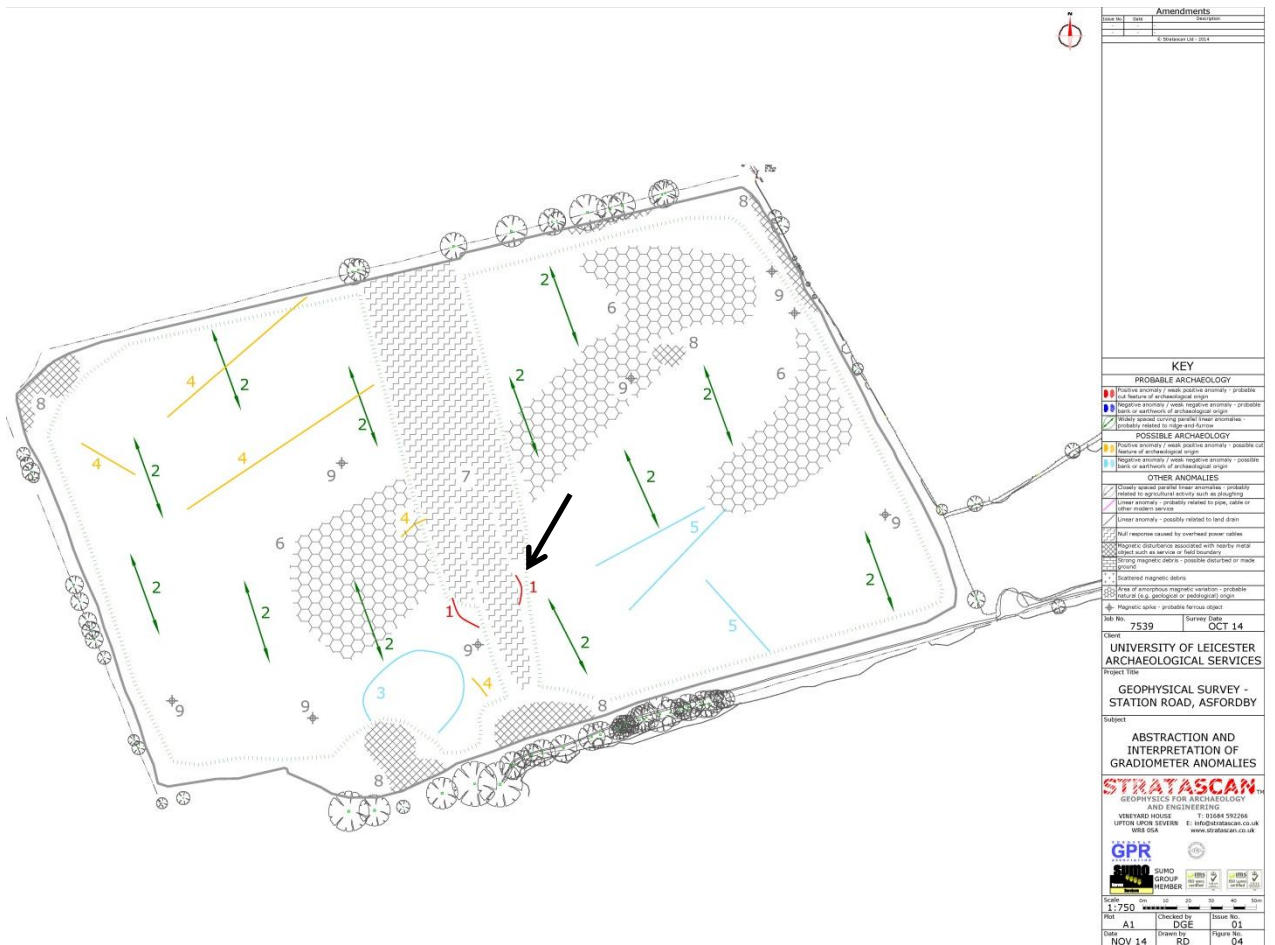 N
Amendments
Issue No.
Date
Description
© Stratascan Ltd - 2014
8
2
6
9
4
2
8
8
2
9
6
2
2
8
4
4
2
2
4
9
7
2
4
5
9
6
2
2
2
1
1
2
2
9
5
3
4
9
9
8
8
KEY
PROBABLE ARCHAEOLOGY
Positive anomaly / weak positive anomaly - probable
cut feature of archaeological origin
Negative anomaly / weak negative anomaly - probable
bank or earthwork of archaeological origin
Widely spaced curving parallel linear anomalies -
probably related to ridge-and-furrow
POSSIBLE ARCHAEOLOGY
Positive anomaly / weak positive anomaly - possible cut
feature of archaeological origin
Negative anomaly / weak negative anomaly - possible
bank or earthwork of archaeological origin
OTHER ANOMALIES
Closely spaced parallel linear anomalies - probably
related to agricultural activity such as ploughing
Linear anomaly - probably related to pipe, cable or
other modern service
Linear anomaly - possibly related to land drain
Null response caused by overhead power cables
Magnetic disturbance associated with nearby metal
object such as service or field boundary
Strong magnetic debris - possible disturbed or made
ground
Scattered magnetic debris
Area of amorphous magnetic variation - probable
natural (e.g. geological or pedological) origin
Magnetic spike - probable ferrous object
Job No.
7539
Survey Date
OCT 14
Client
UNIVERSITY OF LEICESTER
ARCHAEOLOGICAL SERVICES
Project Title
GEOPHYSICAL SURVEY -
STATION ROAD, ASFORDBY
Subject
ABSTRACTION AND
INTERPRETATION OF
GRADIOMETER ANOMALIES
STRATASCAN TM
GEOPHYSICS FOR ARCHAEOLOGY
AND ENGINEERING
VINEYARD HOUSE
UPTON UPON SEVERN
WR8 0SA
T: 01684 592266
E: info@stratascan.co.uk
www.stratascan.co.uk
GPR
SUMO
Services
SUMO
GROUP
MEMBER
Scale
1:750
0m 10 20 30 40 50m
Plot
A1
Checked by
DGE
Issue No.
01
Date
NOV 14
Drawn by
RD
Figure No.
04